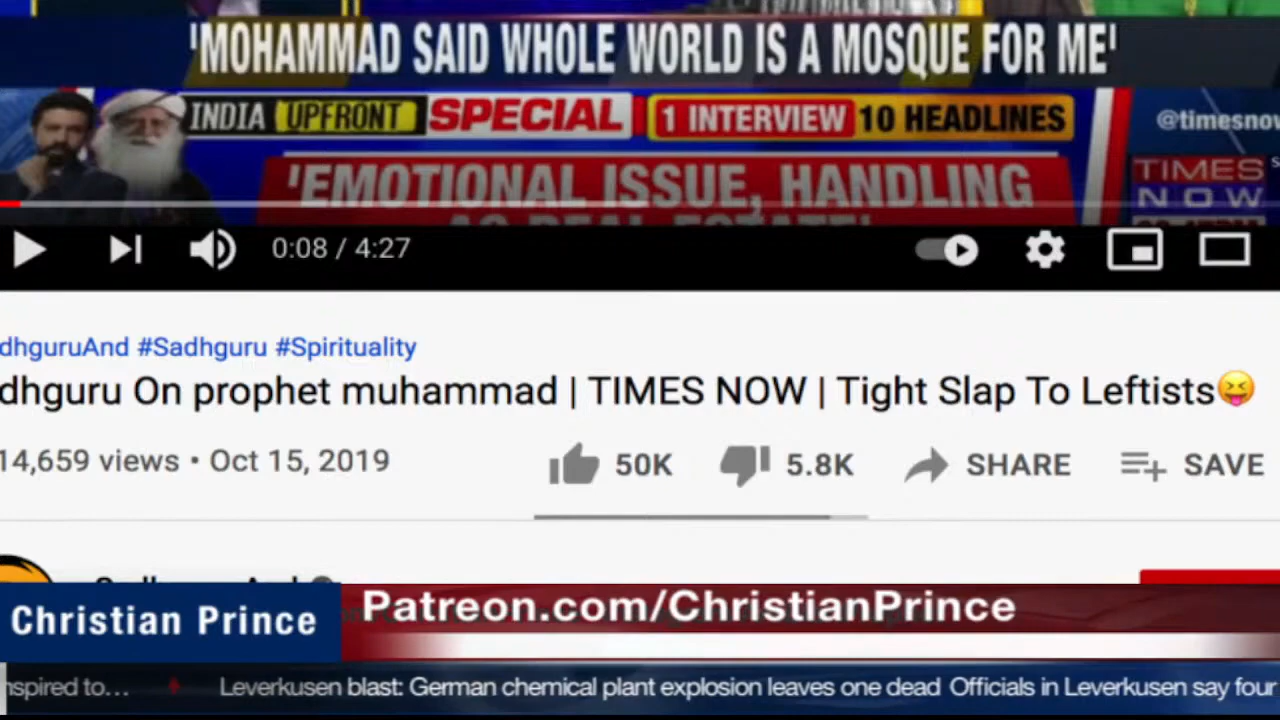 'MOHAMMAD SAID WHOLE WORLD IS A MOSQUE FOR ME'
INDIA UPFRONT SPECIAL 1 INTERVIEW 10 HEADLINES
@timesnow
'EMOTIONAL ISSUE, HANDLING
AS REAL ESTATE'
TIMES
NOW
0:08 / 4:27
dhguruAnd #Sadhguru #Spirituality
dhguru On prophet muhammad | TIMES NOW | Tight Slap To Leftists😝
14,659 views • Oct 15, 2019
50K 5.8K SHARE SAVE
Christian Prince
Patreon.com/ChristianPrince
nspired to... Leverkusen blast: German chemical plant explosion leaves one dead Officials in Leverkusen say four